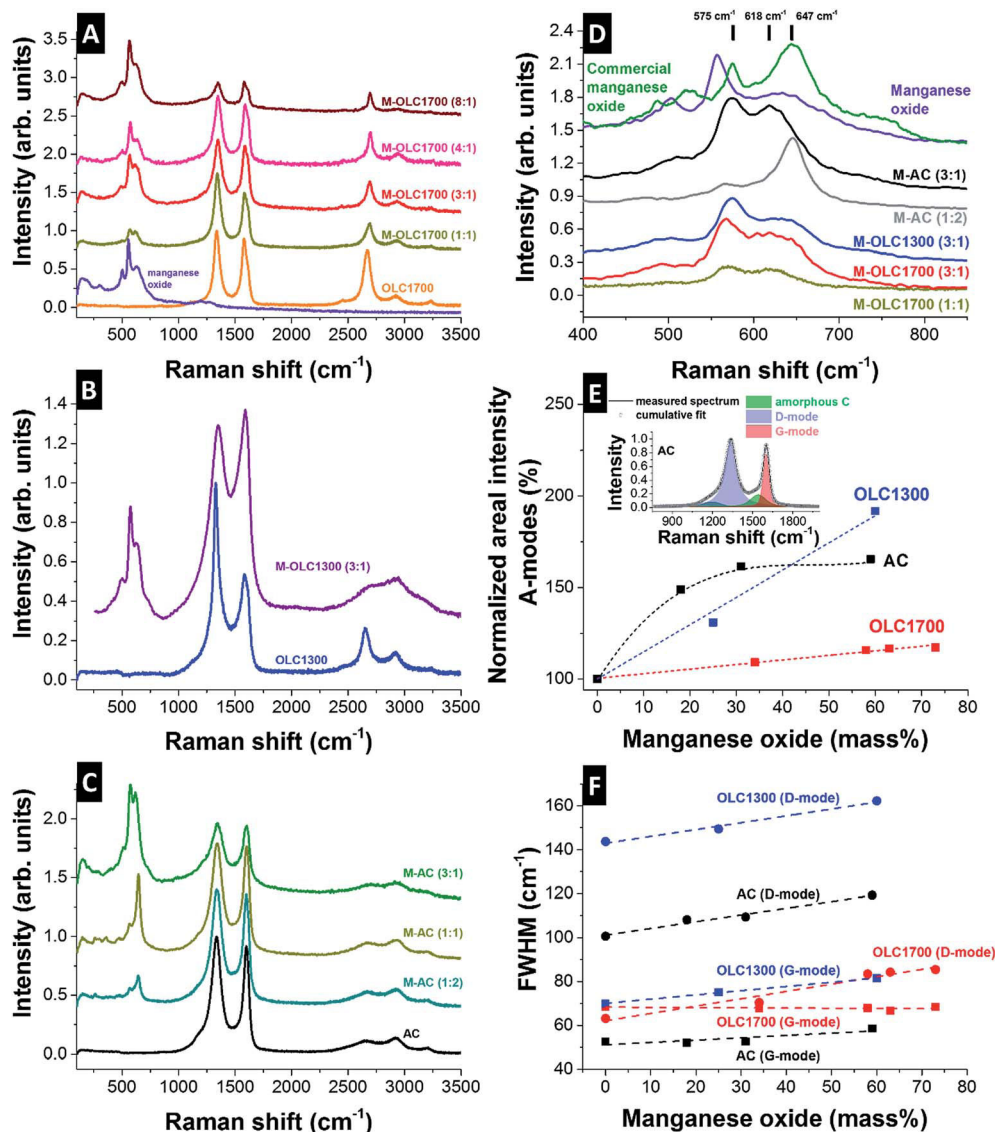 A
Intensity (arb. units)
3.5
3.0
2.5
2.0
1.5
1.0
0.5
0.0
M-OLC1700 (8:1)
M-OLC1700 (4:1)
M-OLC1700 (3:1)
M-OLC1700 (1:1)
manganese
oxide
OLC1700
500 1000 1500 2000 2500 3000 3500
Raman shift (cm⁻¹)
B
Intensity (arb. units)
1.4
1.2
1.0
0.8
0.6
0.4
0.2
0.0
M-OLC1300 (3:1)
OLC1300
500 1000 1500 2000 2500 3000 3500
Raman shift (cm⁻¹)
C
Intensity (arb. units)
2.0
1.5
1.0
0.5
0.0
M-AC (3:1)
M-AC (1:1)
M-AC (1:2)
AC
500 1000 1500 2000 2500 3000 3500
Raman shift (cm⁻¹)
D
575 cm⁻¹ 618 cm⁻¹ 647 cm⁻¹
Intensity (arb. units)
2.4
2.1
1.8
1.5
1.2
0.9
0.6
0.3
0.0
Commercial
manganese
oxide
Manganese
oxide
M-AC (3:1)
M-AC (1:2)
M-OLC1300 (3:1)
M-OLC1700 (3:1)
M-OLC1700 (1:1)
400 500 600 700 800
Raman shift (cm⁻¹)
E
Normalized areal intensity
A-modes (%)
250
200
150
100
measured spectrum
cumulative fit
amorphous C
D-mode
G-mode
AC
Intensity
1.0
0.8
0.6
0.4
0.2
0.0
900 1200 1500 1800
Raman shift (cm⁻¹)
OLC1300
AC
OLC1700
0 10 20 30 40 50 60 70 80
Manganese oxide (mass%)
F
FWHM (cm⁻¹)
160
140
120
100
80
60
40
OLC1300 (D-mode)
AC (D-mode)
OLC1700 (D-mode)
OLC1300 (G-mode)
OLC1700 (G-mode)
AC (G-mode)
0 10 20 30 40 50 60 70 80
Manganese oxide (mass%)